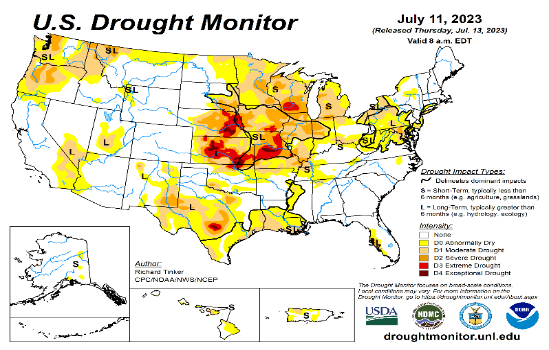 U.S. Drought Monitor
July 11, 2023
(Released Thursday, Jul. 13, 2023)
Valid 8 a.m. EDT
SL
SL
SL
S
S
S
SL
SL
L
L
L
S
SL
S
SL
L
SL
S
S
Drought Impact Types:
Delineates dominant impacts
S = Short-Term, typically less than
6 months (e.g. agriculture, grasslands)
L = Long-Term, typically greater than
6 months (e.g. hydrology, ecology)
Intensity:
None
D0 Abnormally Dry
D1 Moderate Drought
D2 Severe Drought
D3 Extreme Drought
D4 Exceptional Drought
Author:
Richard Tinker
CPC/NOAA/NWS/NCEP
S
S
S
S
The Drought Monitor focuses on broad-scale conditions.
Local conditions may vary. For more information on the
Drought Monitor, go to https://droughtmonitor.unl.edu/About.aspx
USDA
NDMC
droughtmonitor.unl.edu